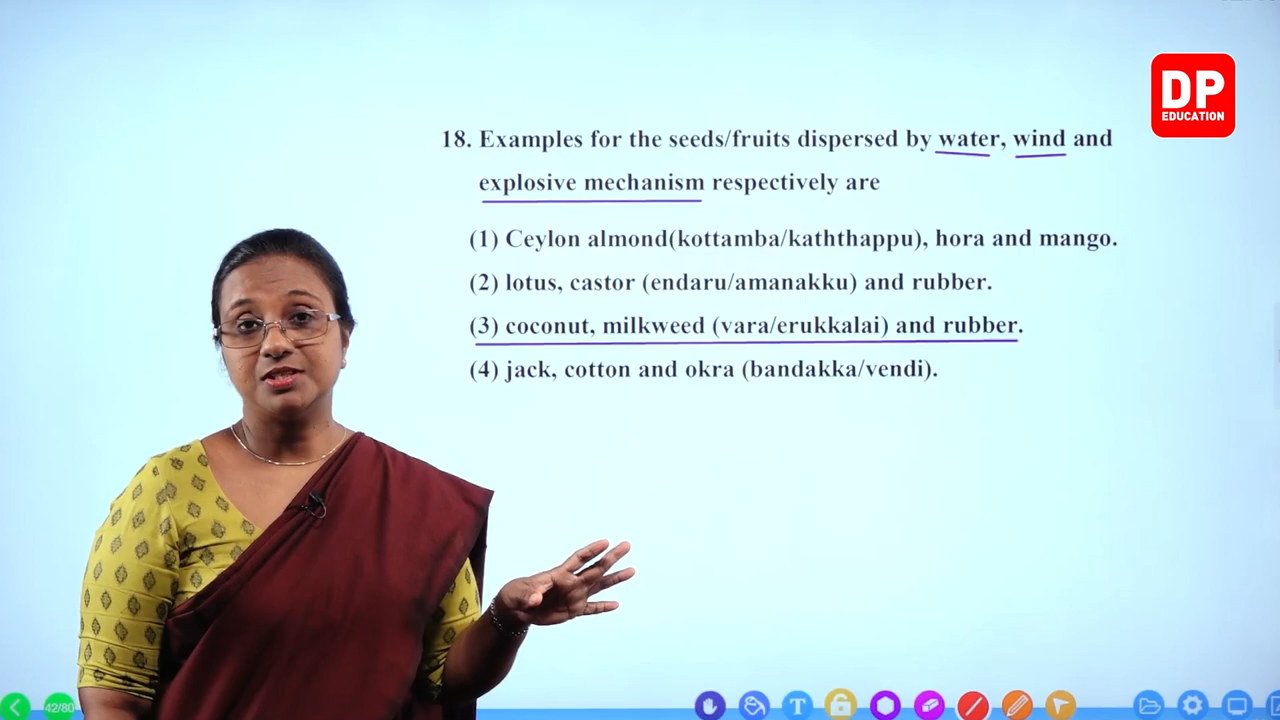 DP
EDUCATION
18. Examples for the seeds/fruits dispersed by water, wind and
explosive mechanism respectively are
(1) Ceylon almond(kottamba/kaththappu), hora and mango.
(2) lotus, castor (endaru/amanakku) and rubber.
(3) coconut, milkweed (vara/erukkalai) and rubber.
(4) jack, cotton and okra (bandakka/vendi).
42/80
T